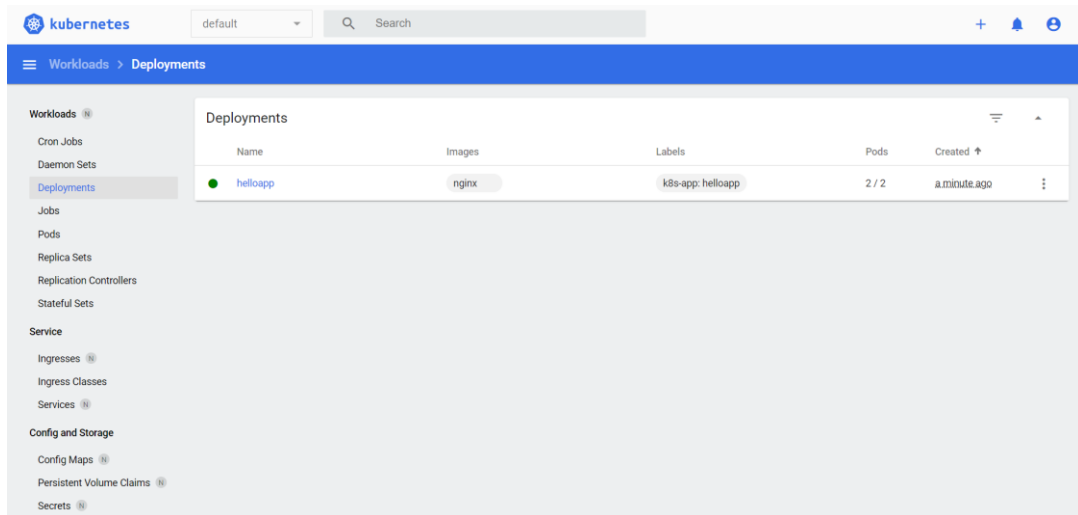 kubernetes
default
Search
Workloads > Deployments
Workloads N
Cron Jobs
Daemon Sets
Deployments
Jobs
Pods
Replica Sets
Replication Controllers
Stateful Sets
Service
Ingresses N
Ingress Classes
Services N
Config and Storage
Config Maps N
Persistent Volume Claims N
Secrets N
Deployments
Name Images Labels Pods Created
helloapp nginx k8s-app: helloapp 2 / 2 a minute ago